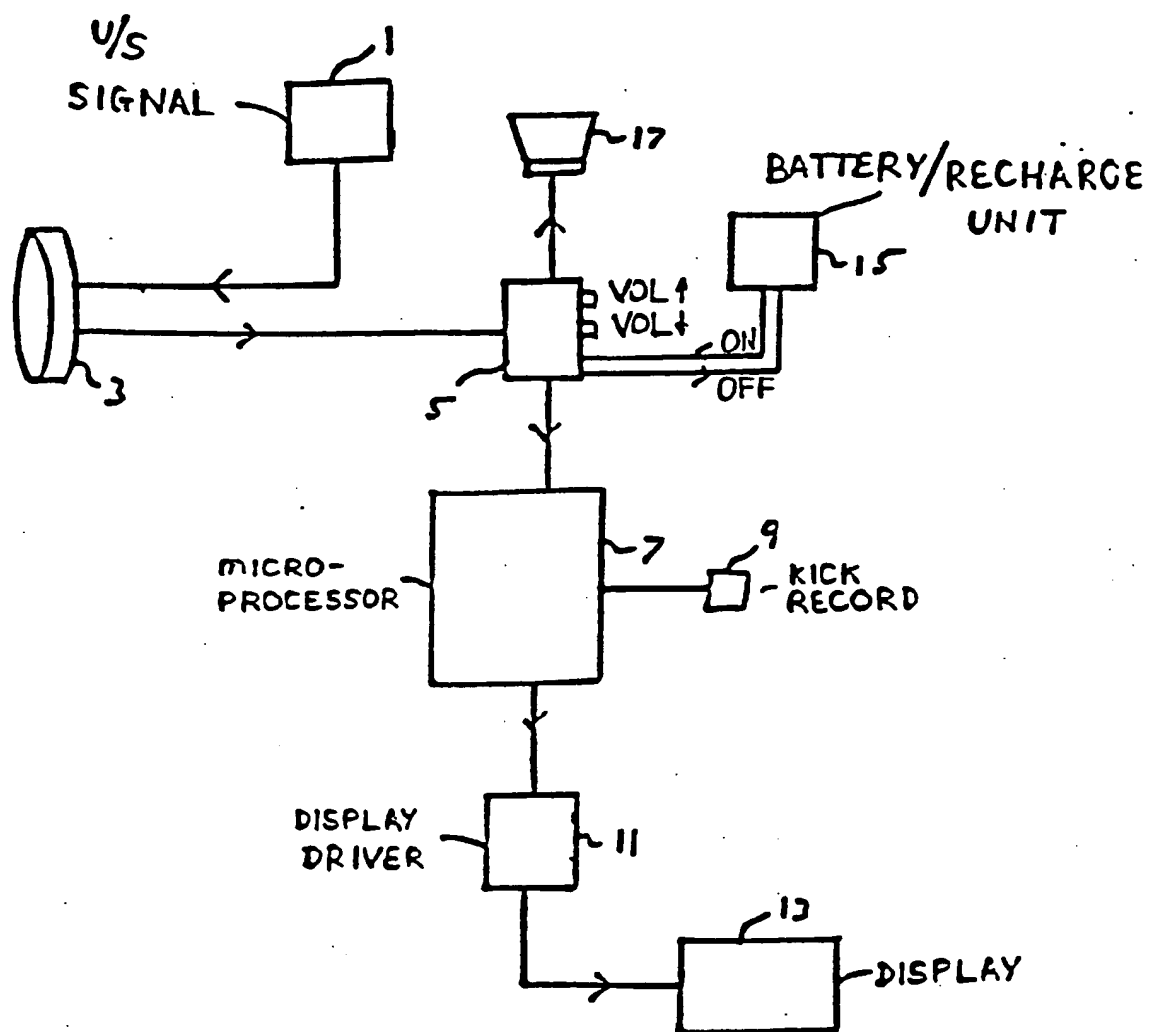 U/S
SIGNAL
1
17
BATTERY/RECHARGE
UNIT
15
VOL↑
VOL↓
ON
OFF
3
5
7
9
MICRO-
PROCESSOR
KICK
RECORD
DISPLAY
DRIVER
11
13
DISPLAY